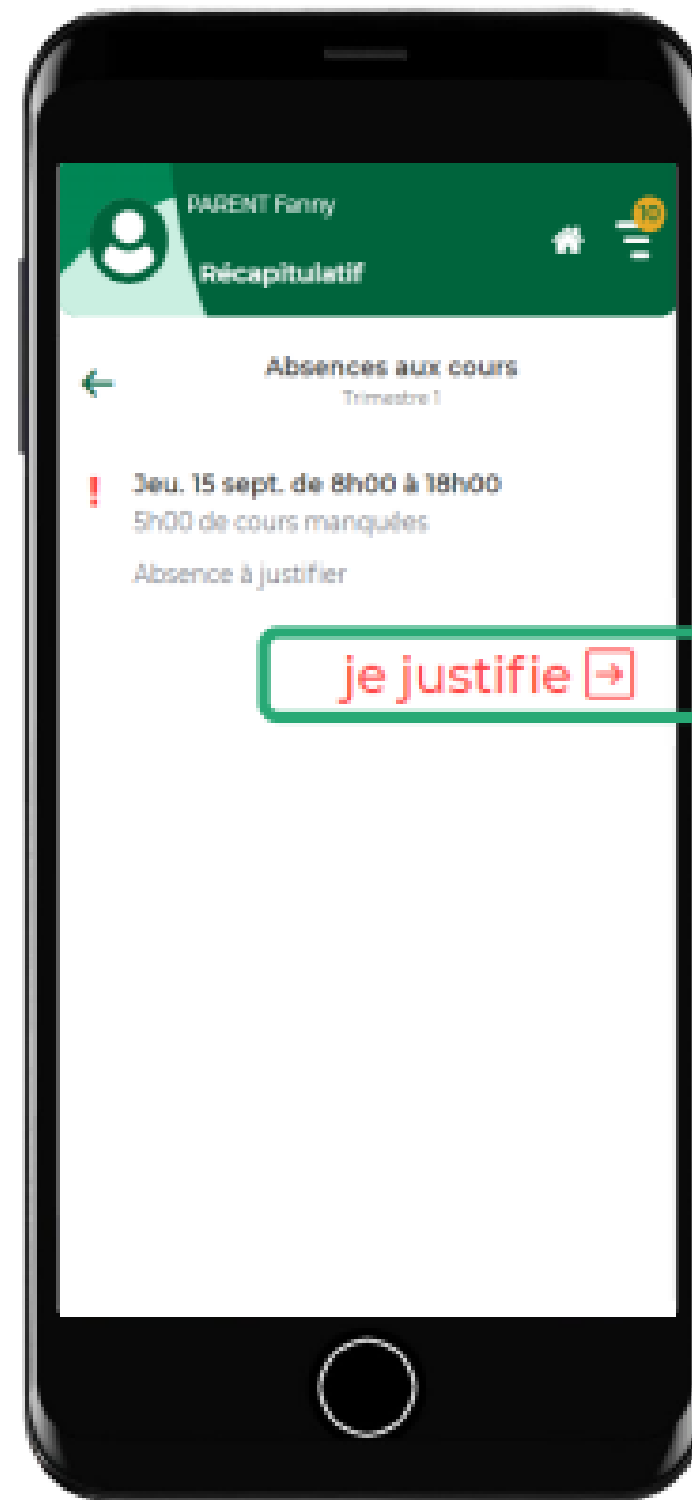 PARENT Fanny
10
Récapitulatif
Absences aux cours
Trimestre 1
! Jeu. 15 sept. de 8h00 à 18h00
5h00 de cours manquées
Absence à justifier
je justifie